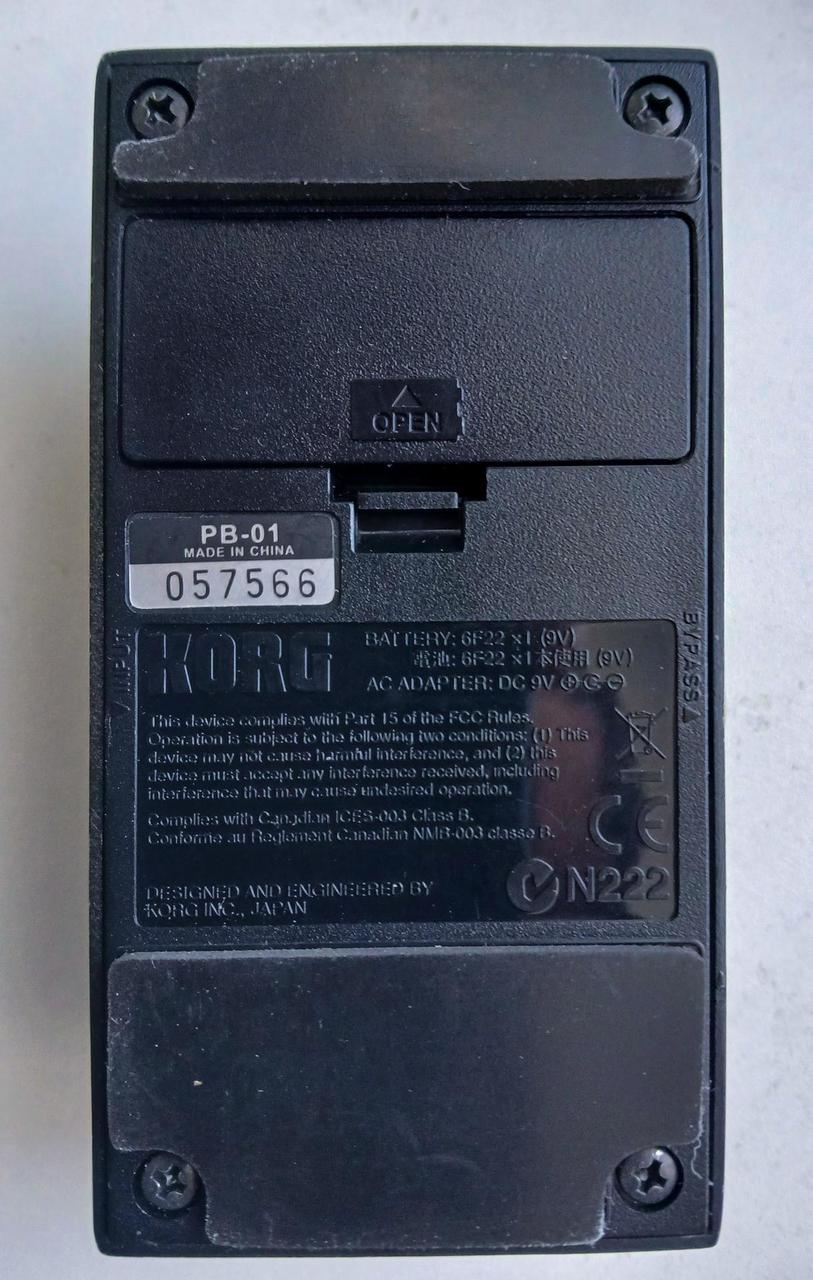 OPEN
PB-01
MADE IN CHINA
057566
INPUT
KORG
BATTERY: 6F22 x1 (9V)
電池: 6F22 x1本使用 (9V)
AC ADAPTER: DC 9V
BYPASS
This device complies with Part 15 of the FCC Rules.
Operation is subject to the following two conditions: (1) This
device may not cause harmful interference, and (2) this
device must accept any interference received, including
interference that may cause undesired operation.
Complies with Canadian ICES-003 Class B.
Conforme au Reglement Canadian NMB-003 classe B.
CE
N222
DESIGNED AND ENGINEERED BY
KORG INC., JAPAN